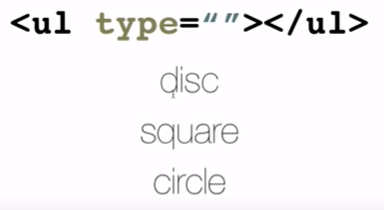 <ul type=“”></ul>
disc
square
circle